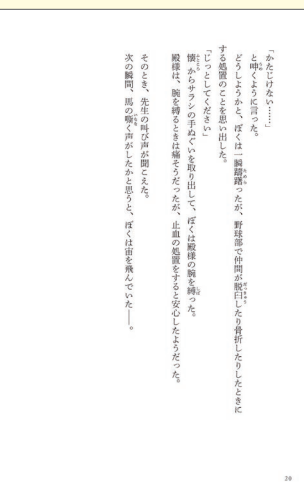 「かたじけない……」
と呻くように言った。
どうしようかと、ぼくは一瞬躊躇ったが、野球部で仲間が脱臼したり骨折したりしたときに
する処置のことを思い出した。
「じっとしてください」
懐からサラシの手ぬぐいを取り出して、ぼくは殿様の腕を縛った。
殿様は、腕を縛るときは痛そうだったが、止血の処置をすると安心したようだった。
そのとき、先生の叫び声が聞こえた。
次の瞬間、馬の嘶く声がしたかと思うと、ぼくは宙を飛んでいた――。
20